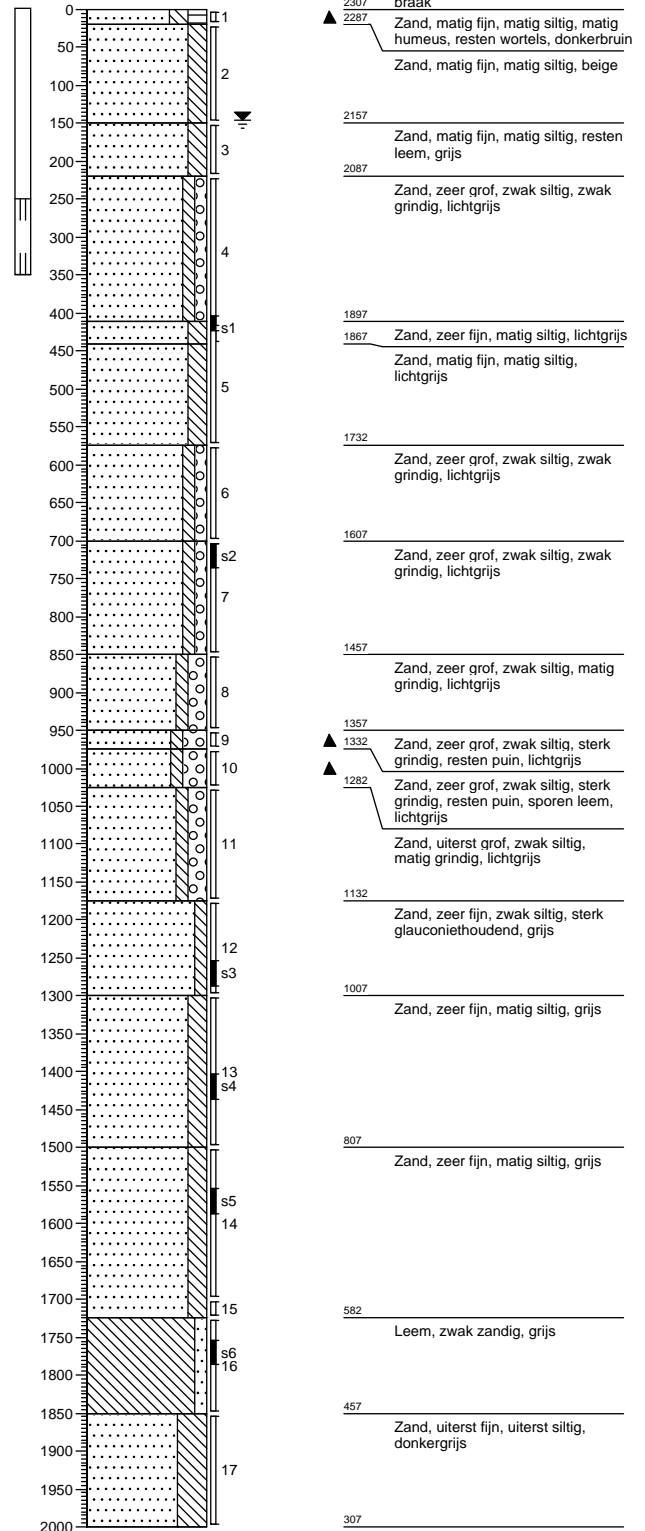 0
50
100
150
200
250
300
350
400
450
500
550
600
650
700
750
800
850
900
950
1000
1050
1100
1150
1200
1250
1300
1350
1400
1450
1500
1550
1600
1650
1700
1750
1800
1850
1900
1950
2000
1
2
3
4
s1
5
6
s2
7
8
9
10
11
12
s3
13
s4
s5
14
15
s6
16
17
2307
braak
2287
Zand, matig fijn, matig siltig, matig
humeus, resten wortels, donkerbruin
Zand, matig fijn, matig siltig, beige
2157
Zand, matig fijn, matig siltig, resten
leem, grijs
2087
Zand, zeer grof, zwak siltig, zwak
grindig, lichtgrijs
1897
Zand, zeer fijn, matig siltig, lichtgrijs
1867
Zand, matig fijn, matig siltig,
lichtgrijs
1732
Zand, zeer grof, zwak siltig, zwak
grindig, lichtgrijs
1607
Zand, zeer grof, zwak siltig, zwak
grindig, lichtgrijs
1457
Zand, zeer grof, zwak siltig, matig
grindig, lichtgrijs
1357
1332
Zand, zeer grof, zwak siltig, sterk
grindig, resten puin, lichtgrijs
1282
Zand, zeer grof, zwak siltig, sterk
grindig, resten puin, sporen leem,
lichtgrijs
Zand, uiterst grof, zwak siltig,
matig grindig, lichtgrijs
1132
Zand, zeer fijn, zwak siltig, sterk
glauconiethoudend, grijs
1007
Zand, zeer fijn, matig siltig, grijs
807
Zand, zeer fijn, matig siltig, grijs
582
Leem, zwak zandig, grijs
457
Zand, uiterst fijn, uiterst siltig,
donkergrijs
307